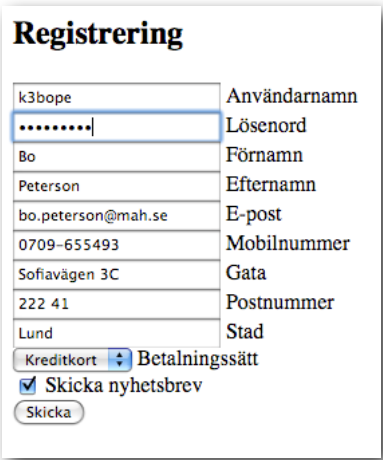 Registrering
k3bope Användarnamn
••••••••• Lösenord
Bo Förnamn
Peterson Efternamn
bo.peterson@mah.se E-post
0709-655493 Mobilnummer
Sofiavägen 3C Gata
222 41 Postnummer
Lund Stad
Kreditkort Betalningssätt
Skicka nyhetsbrev
Skicka